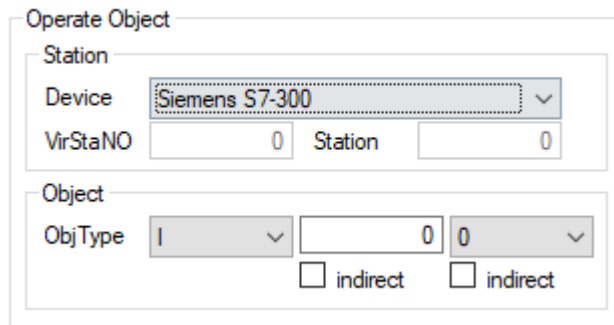 Operate Object
Station
Device Siemens S7-300
VirStaNO 0 Station 0
Object
ObjType I 0 0
indirect indirect